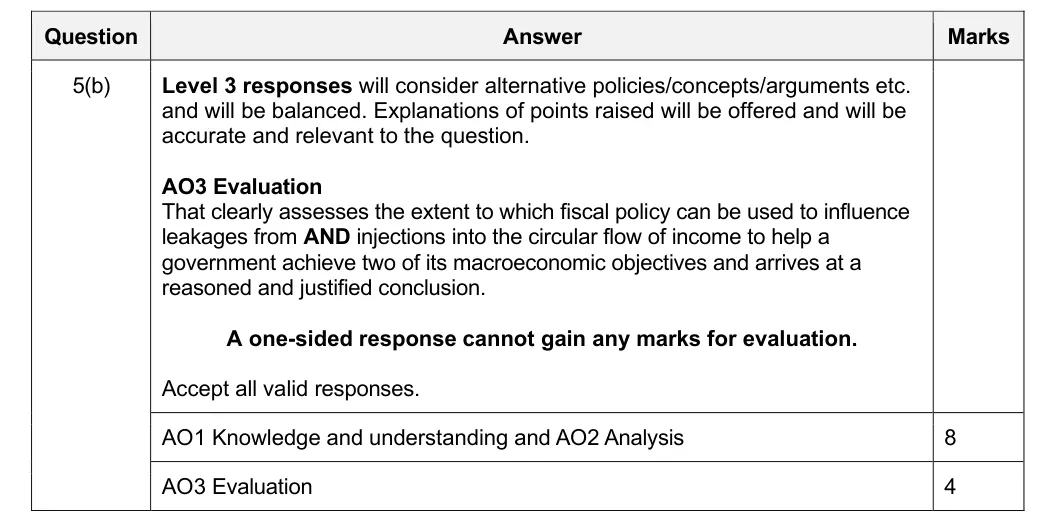 Question Answer Marks
5(b) Level 3 responses will consider alternative policies/concepts/arguments etc.
and will be balanced. Explanations of points raised will be offered and will be
accurate and relevant to the question.
AO3 Evaluation
That clearly assesses the extent to which fiscal policy can be used to influence
leakages from AND injections into the circular flow of income to help a
government achieve two of its macroeconomic objectives and arrives at a
reasoned and justified conclusion.
A one-sided response cannot gain any marks for evaluation.
Accept all valid responses.
AO1 Knowledge and understanding and AO2 Analysis 8
AO3 Evaluation 4